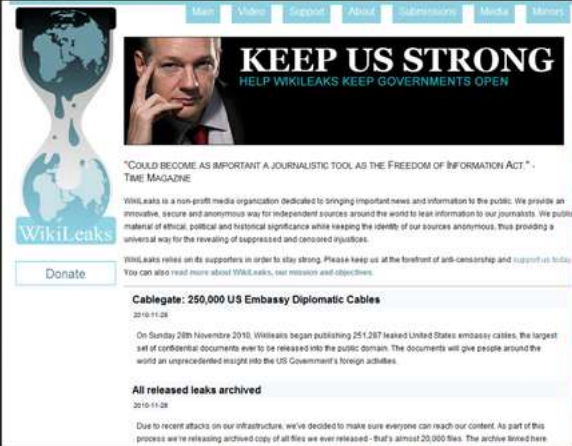 Main Video Support About Submissions Media Mirrors
KEEP US STRONG
HELP WIKILEAKS KEEP GOVERNMENTS OPEN
"COULD BECOME AS IMPORTANT A JOURNALISTIC TOOL AS THE FREEDOM OF INFORMATION ACT." -
TIME MAGAZINE
WikiLeaks is a non-profit media organization dedicated to bringing important news and information to the public. We provide an
innovative, secure and anonymous way for independent sources around the world to leak information to our journalists. We publis
material of ethical, political and historical significance while keeping the identity of our sources anonymous, thus providing a
universal way for the revealing of suppressed and censored injustices.
WikiLeaks
WikiLeaks relies on its supporters in order to stay strong. Please keep us at the forefront of anti-censorship and support us today
You can also read more about WikiLeaks, our mission and objectives.
Donate
Cablegate: 250,000 US Embassy Diplomatic Cables
2010-11-28
On Sunday 28th Novembre 2010, Wikileaks began publishing 251,287 leaked United States embassy cables, the largest
set of confidential documents ever to be released into the public domain. The documents will give people around the
world an unprecedented insight into the US Government's foreign activities.
All released leaks archived
2010-11-28
Due to recent attacks on our infrastructure, we've decided to make sure everyone can reach our content. As part of this
process we're releasing archived copy of all files we ever released - that's almost 20,000 files. The archive linked here